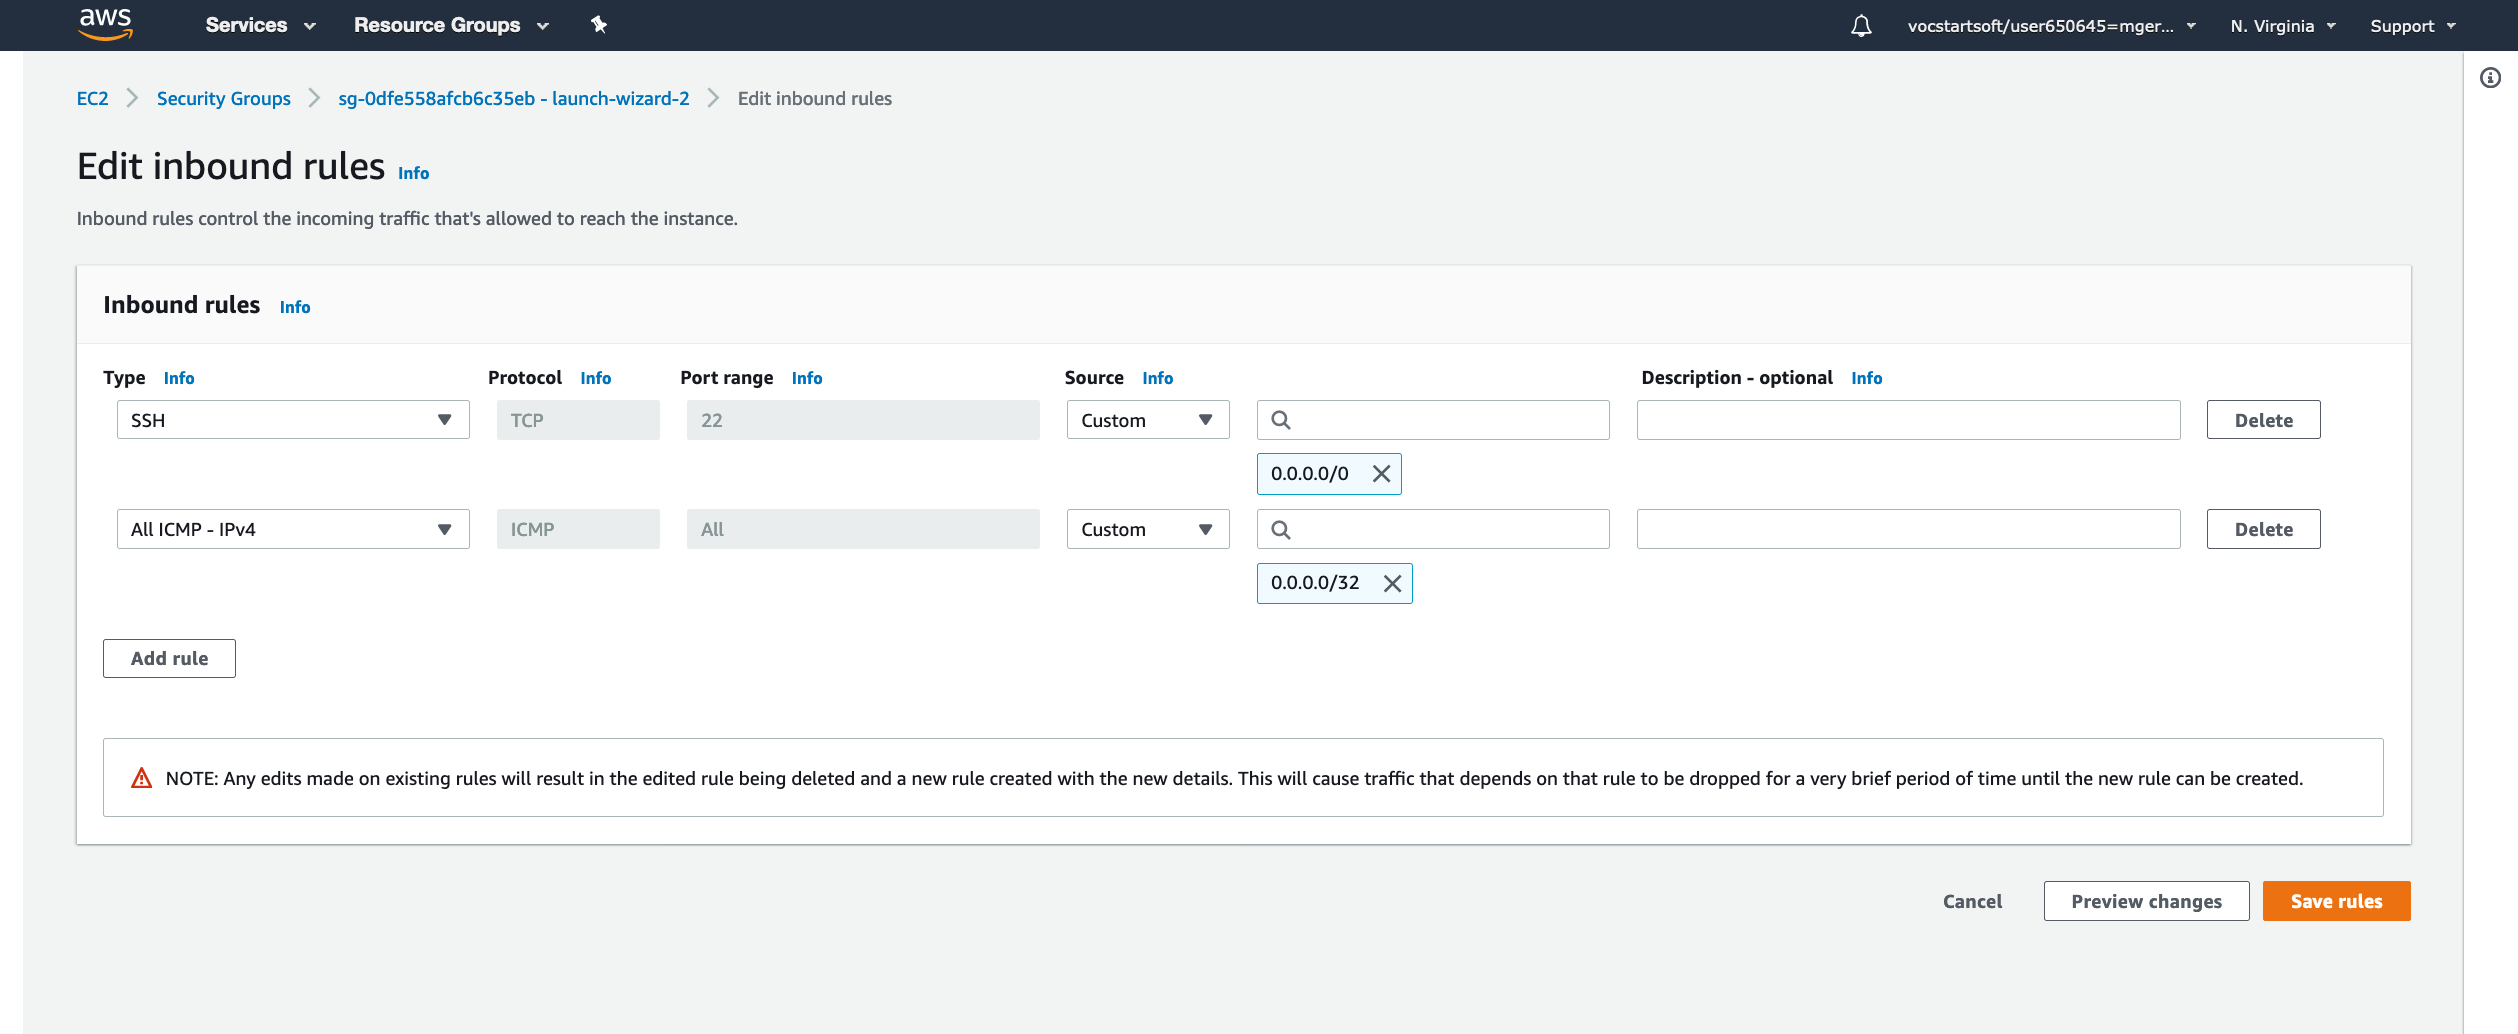 aws Services Resource Groups vocstartsoft/user650645=mger... N. Virginia Support
EC2 Security Groups sg-0dfe558afcb6c35eb - launch-wizard-2 Edit inbound rules
Edit inbound rules Info
Inbound rules control the incoming traffic that's allowed to reach the instance.
Inbound rules Info
Type Info Protocol Info Port range Info Source Info Description - optional Info
SSH TCP 22 Custom Delete
0.0.0.0/0
All ICMP - IPv4 ICMP All Custom Delete
0.0.0.0/32
Add rule
NOTE: Any edits made on existing rules will result in the edited rule being deleted and a new rule created with the new details. This will cause traffic that depends on that rule to be dropped for a very brief period of time until the new rule can be created.
Cancel Preview changes Save rules